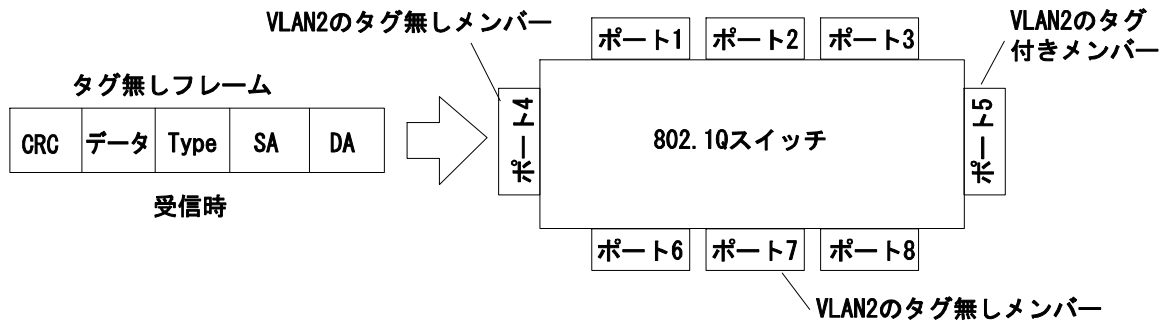 VLAN2のタグ無しメンバー
ポート1
ポート2
ポート3
VLAN2のタグ
付きメンバー
タグ無しフレーム
CRC
データ
Type
SA
DA
ポート4
802.1Qスイッチ
ポート5
受信時
ポート6
ポート7
ポート8
VLAN2のタグ無しメンバー